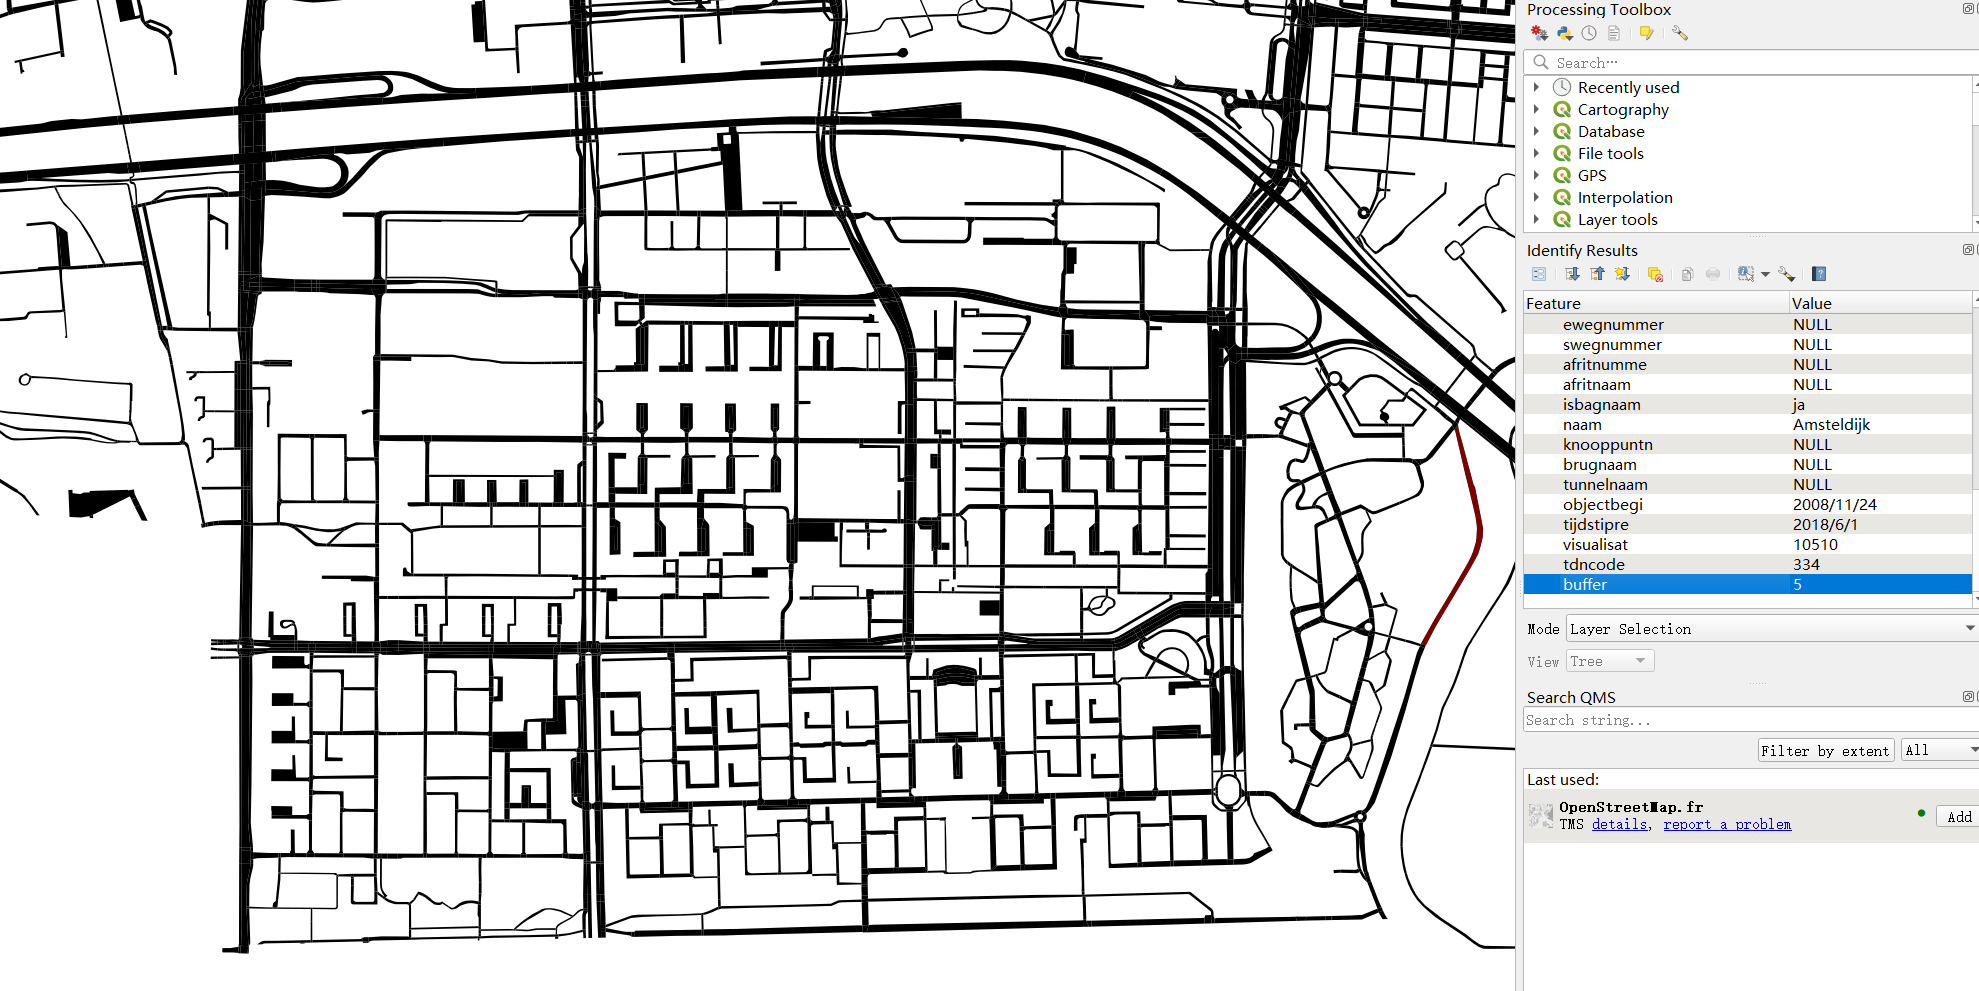 Processing Toolbox
Search…
Recently used
Cartography
Database
File tools
GPS
Interpolation
Layer tools
Identify Results
Feature Value
ewegnummer NULL
swegnummer NULL
afritnumme NULL
afritnaam NULL
isbagnaam ja
naam Amsteldijk
knooppuntn NULL
brugnaam NULL
tunnelnaam NULL
objectbegi 2008/11/24
tijdstipre 2018/6/1
visualisat 10510
tdncode 334
buffer 5
Mode Layer Selection
View Tree
Search QMS
Search string...
Filter by extent All
Last used:
OpenStreetMap.fr
TMS details, report a problem
Add